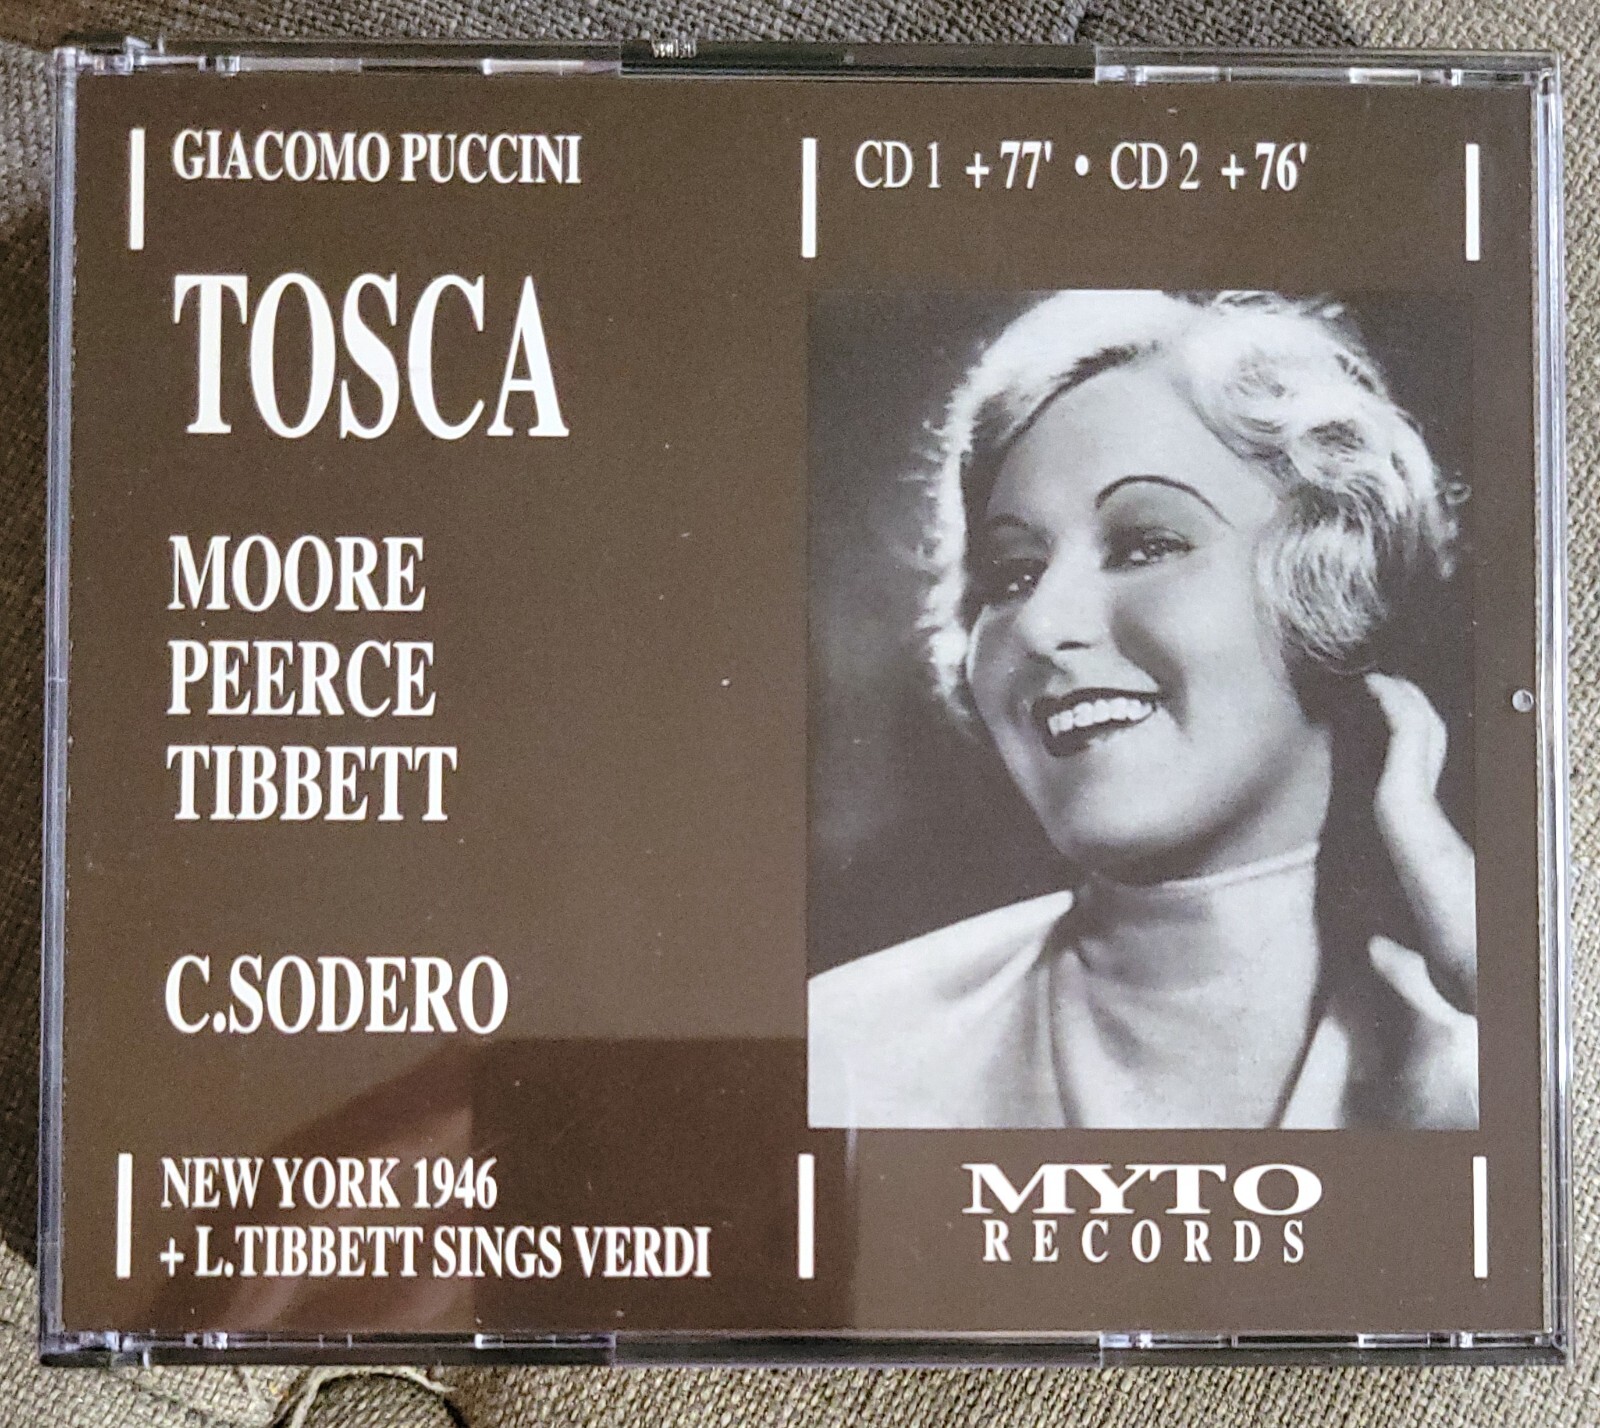 GIACOMO PUCCINI
CD 1 + 77' • CD 2 + 76'
TOSCA
MOORE
PEERCE
TIBBETT
C.SODERO
NEW YORK 1946
+ L.TIBBETT SINGS VERDI
MYTO
RECORDS